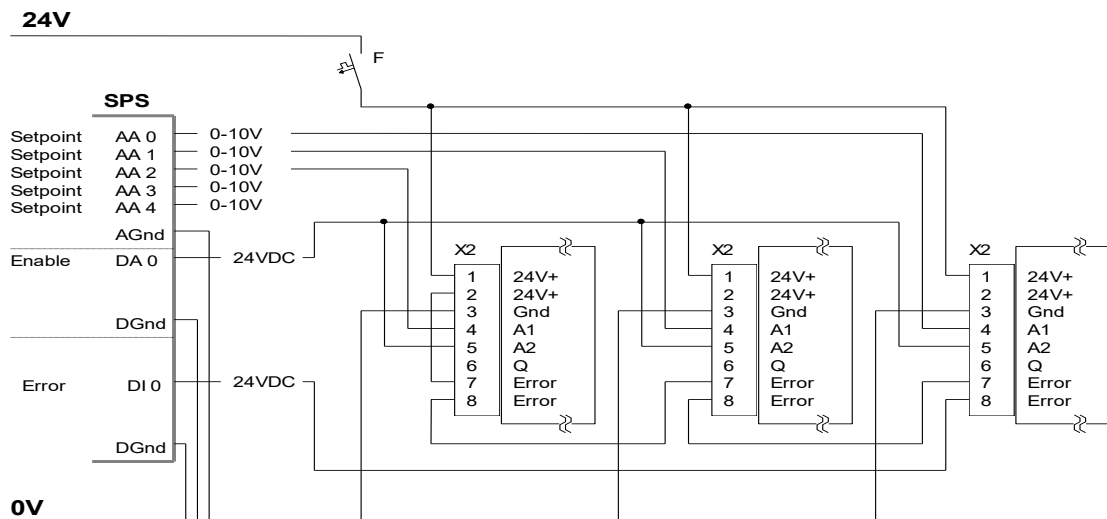 24V
F
SPS
Setpoint AA 0 0-10V
Setpoint AA 1 0-10V
Setpoint AA 2 0-10V
Setpoint AA 3 0-10V
Setpoint AA 4 0-10V
AGnd
Enable DA 0 24VDC
DGnd
Error DI 0 24VDC
DGnd
0V
X2
1 24V+
2 24V+
3 Gnd
4 A1
5 A2
6 Q
7 Error
8 Error
X2
1 24V+
2 24V+
3 Gnd
4 A1
5 A2
6 Q
7 Error
8 Error
X2
1 24V+
2 24V+
3 Gnd
4 A1
5 A2
6 Q
7 Error
8 Error